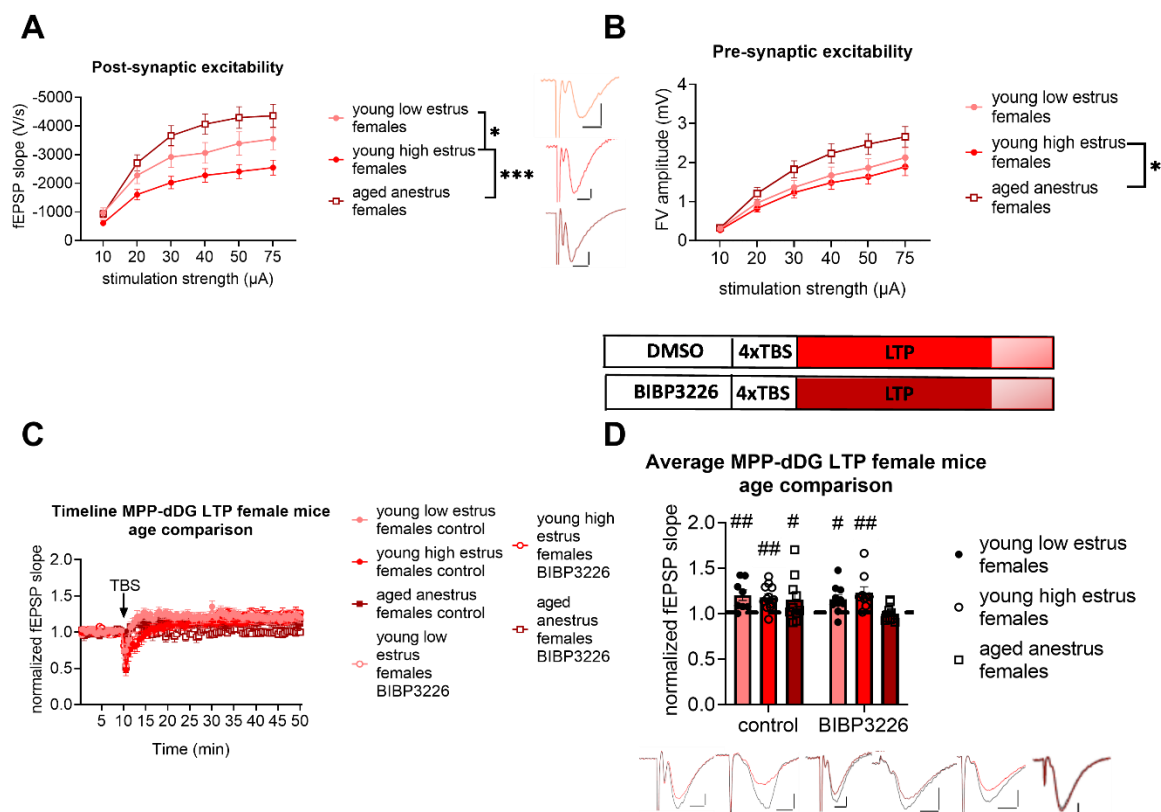 A
Post-synaptic excitability
-5000
-4000
-3000
-2000
-1000
0
fEPSP slope (V/s)
10 20 30 40 50 75
stimulation strength (µA)
young low estrus
females
young high estrus
females
aged anestrus
females
*
***
B
Pre-synaptic excitability
4
3
2
1
0
FV amplitude (mV)
10 20 30 40 50 75
stimulation strength (µA)
young low estrus
females
young high estrus
females
aged anestrus
females
*
DMSO 4xTBS LTP
BIBP3226 4xTBS LTP
C
Timeline MPP-dDG LTP female mice
age comparison
2.0
1.5
1.0
0.5
0.0
normalized fEPSP slope
TBS
5 10 15 20 25 30 35 40 45 50
Time (min)
young low estrus
females control
young high estrus
females control
aged anestrus
females control
young low
estrus
females
BIBP3226
young high
estrus
females
BIBP3226
aged
anestrus
females
BIBP3226
D
Average MPP-dDG LTP female mice
age comparison
2.0
1.5
1.0
0.5
0.0
normalized fEPSP slope
## ## # # ##
control BIBP3226
young low estrus
females
young high estrus
females
aged anestrus
females